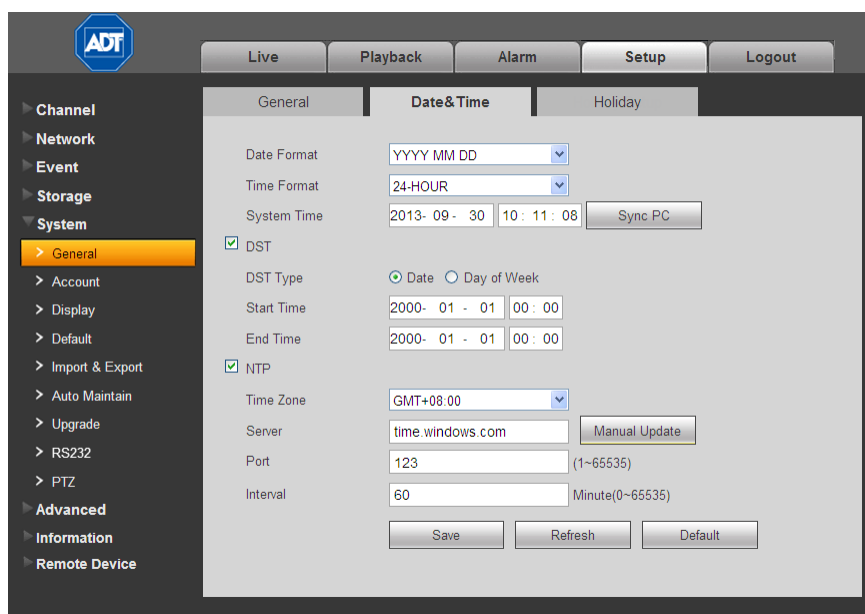 ADT
Live Playback Alarm Setup Logout
General Date&Time Holiday
Channel
Network
Event
Storage
System
> General
> Account
> Display
> Default
> Import & Export
> Auto Maintain
> Upgrade
> RS232
> PTZ
Advanced
Information
Remote Device
Date Format YYYY MM DD
Time Format 24-HOUR
System Time 2013- 09 - 30 10 : 11 : 08 Sync PC
DST
DST Type Date Day of Week
Start Time 2000- 01 - 01 00 : 00
End Time 2000- 01 - 01 00 : 00
NTP
Time Zone GMT+08:00
Server time.windows.com Manual Update
Port 123 (1~65535)
Interval 60 Minute(0~65535)
Save Refresh Default